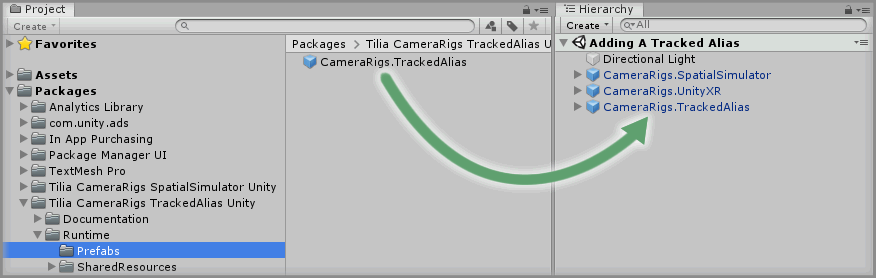 Project
Create
Favorites
Assets
Packages
Analytics Library
com.unity.ads
In App Purchasing
Package Manager UI
TextMesh Pro
Tilia CameraRigs SpatialSimulator Unity
Tilia CameraRigs TrackedAlias Unity
Documentation
Runtime
Prefabs
SharedResources
Packages > Tilia CameraRigs TrackedAlias U
CameraRigs.TrackedAlias
Hierarchy
Create All
Adding A Tracked Alias
Directional Light
CameraRigs.SpatialSimulator
CameraRigs.UnityXR
CameraRigs.TrackedAlias